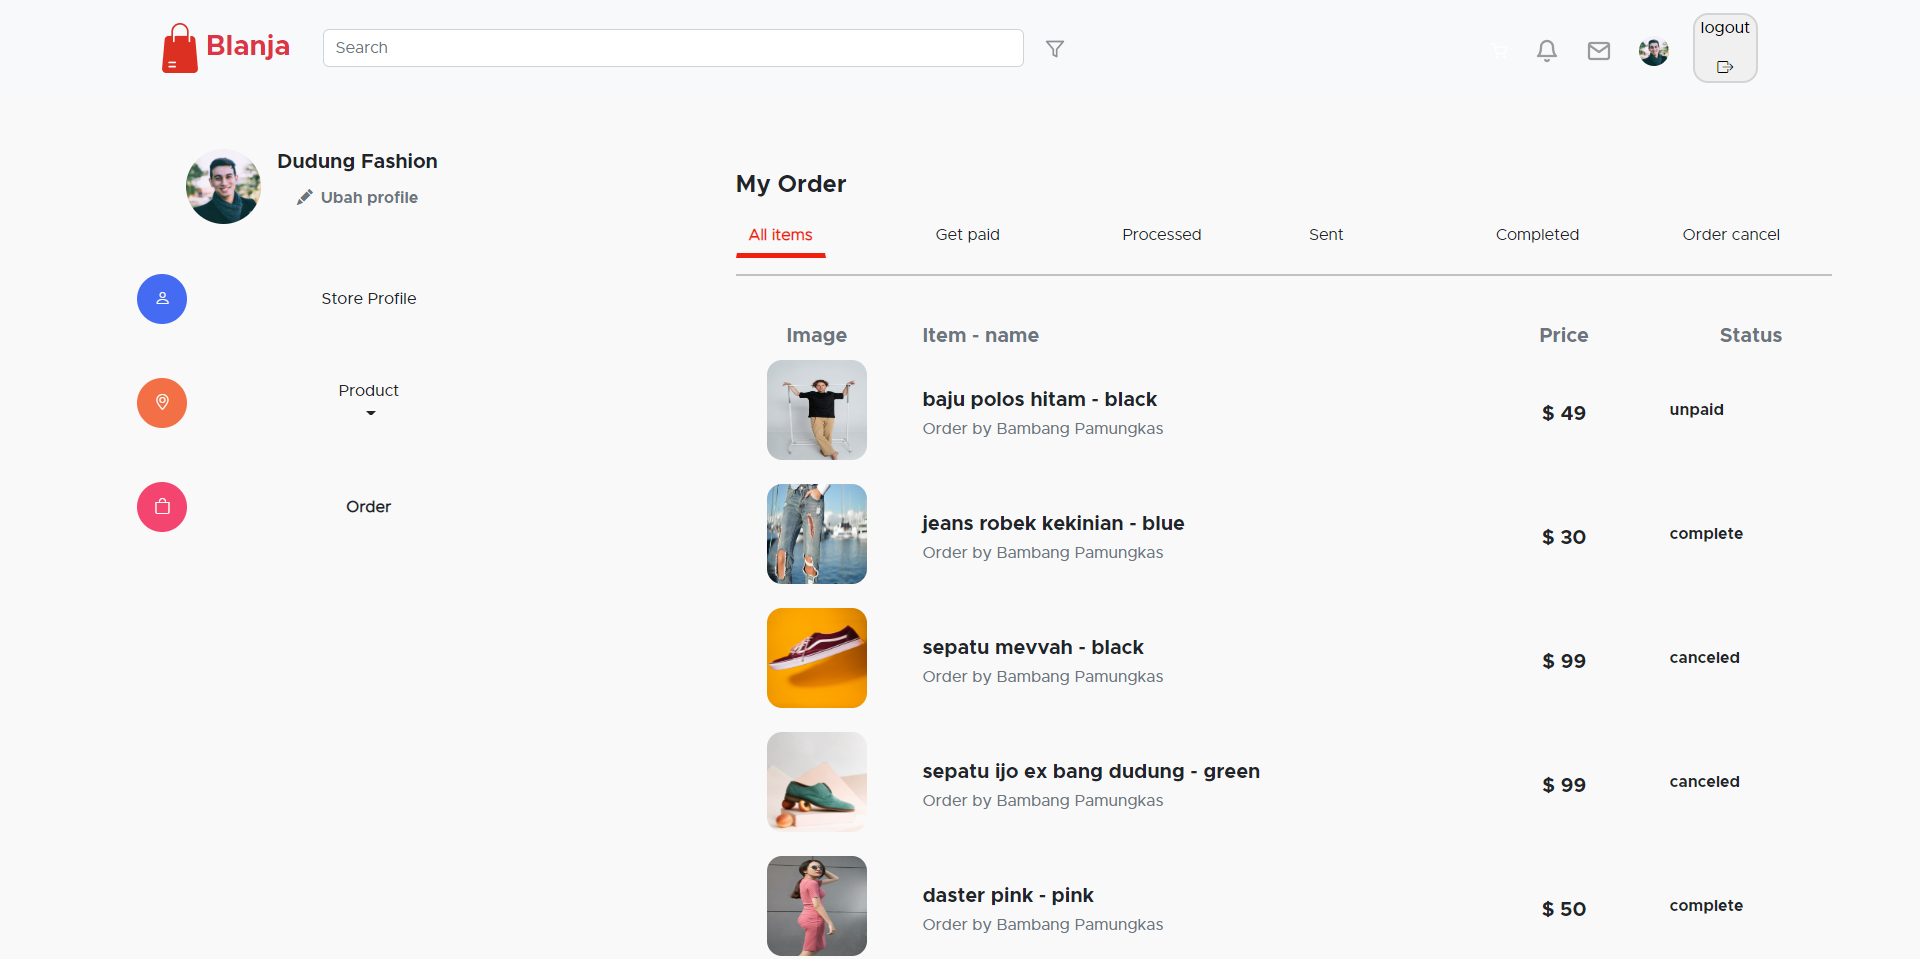 Blanja
Search
logout
Dudung Fashion
Ubah profile
Store Profile
Product
Order
My Order
All items
Get paid
Processed
Sent
Completed
Order cancel
Image
Item - name
Price
Status
baju polos hitam - black
Order by Bambang Pamungkas
$ 49
unpaid
jeans robek kekinian - blue
Order by Bambang Pamungkas
$ 30
complete
sepatu mevvah - black
Order by Bambang Pamungkas
$ 99
canceled
sepatu ijo ex bang dudung - green
Order by Bambang Pamungkas
$ 99
canceled
daster pink - pink
Order by Bambang Pamungkas
$ 50
complete